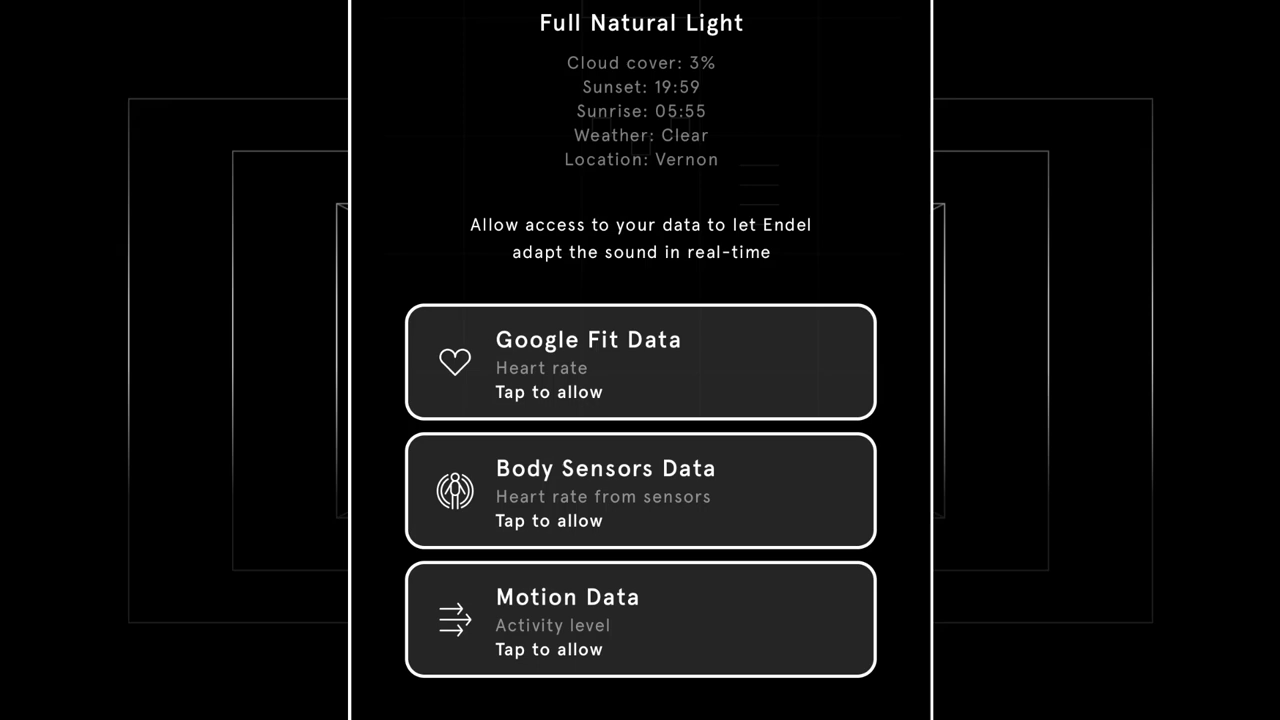 Full Natural Light
Cloud cover: 3%
Sunset: 19:59
Sunrise: 05:55
Weather: Clear
Location: Vernon
Allow access to your data to let Endel
adapt the sound in real-time
Google Fit Data
Heart rate
Tap to allow
Body Sensors Data
Heart rate from sensors
Tap to allow
Motion Data
Activity level
Tap to allow